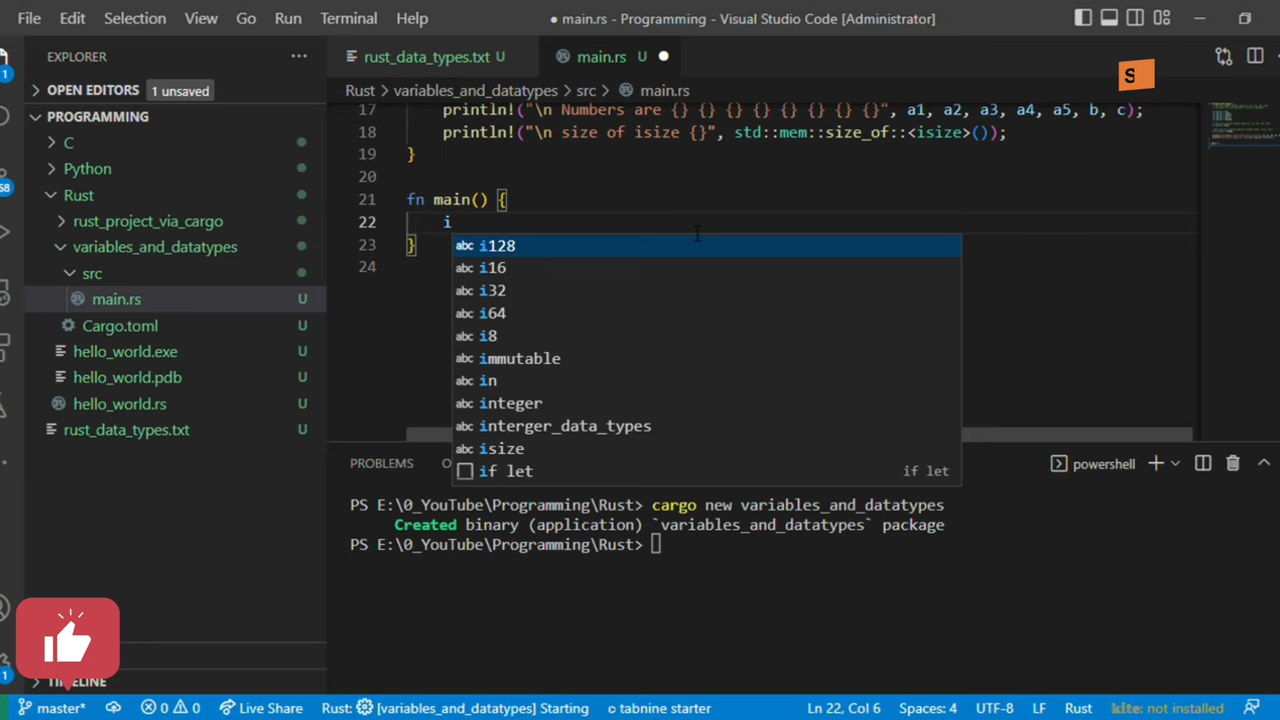 File Edit Selection View Go Run Terminal Help ● main.rs - Programming - Visual Studio Code [Administrator]
EXPLORER ···
rust_data_types.txt U main.rs U
S
OPEN EDITORS 1 unsaved
Rust > variables_and_datatypes > src > main.rs
PROGRAMMING
C
Python
Rust
rust_project_via_cargo
variables_and_datatypes
src
main.rs U
Cargo.toml U
hello_world.exe U
hello_world.pdb U
hello_world.rs U
rust_data_types.txt U
TIMELINE
1
68
1
17 println!("\n Numbers are {} {} {} {} {} {} {} {}", a1, a2, a3, a4, a5, b, c);
18 println!("\n size of isize {}", std::mem::size_of::<isize>());
19 }
20
21 fn main() {
22 i
23 }
24
abc i128
abc i16
abc i32
abc i64
abc i8
abc immutable
abc in
abc integer
abc interger_data_types
abc isize
if let if let
PROBLEMS O powershell
PS E:\0_YouTube\Programming\Rust> cargo new variables_and_datatypes
Created binary (application) `variables_and_datatypes` package
PS E:\0_YouTube\Programming\Rust>
master* 0 0 Live Share Rust: [variables_and_datatypes] Starting tabnine starter Ln 22, Col 6 Spaces: 4 UTF-8 LF Rust kite: not installed